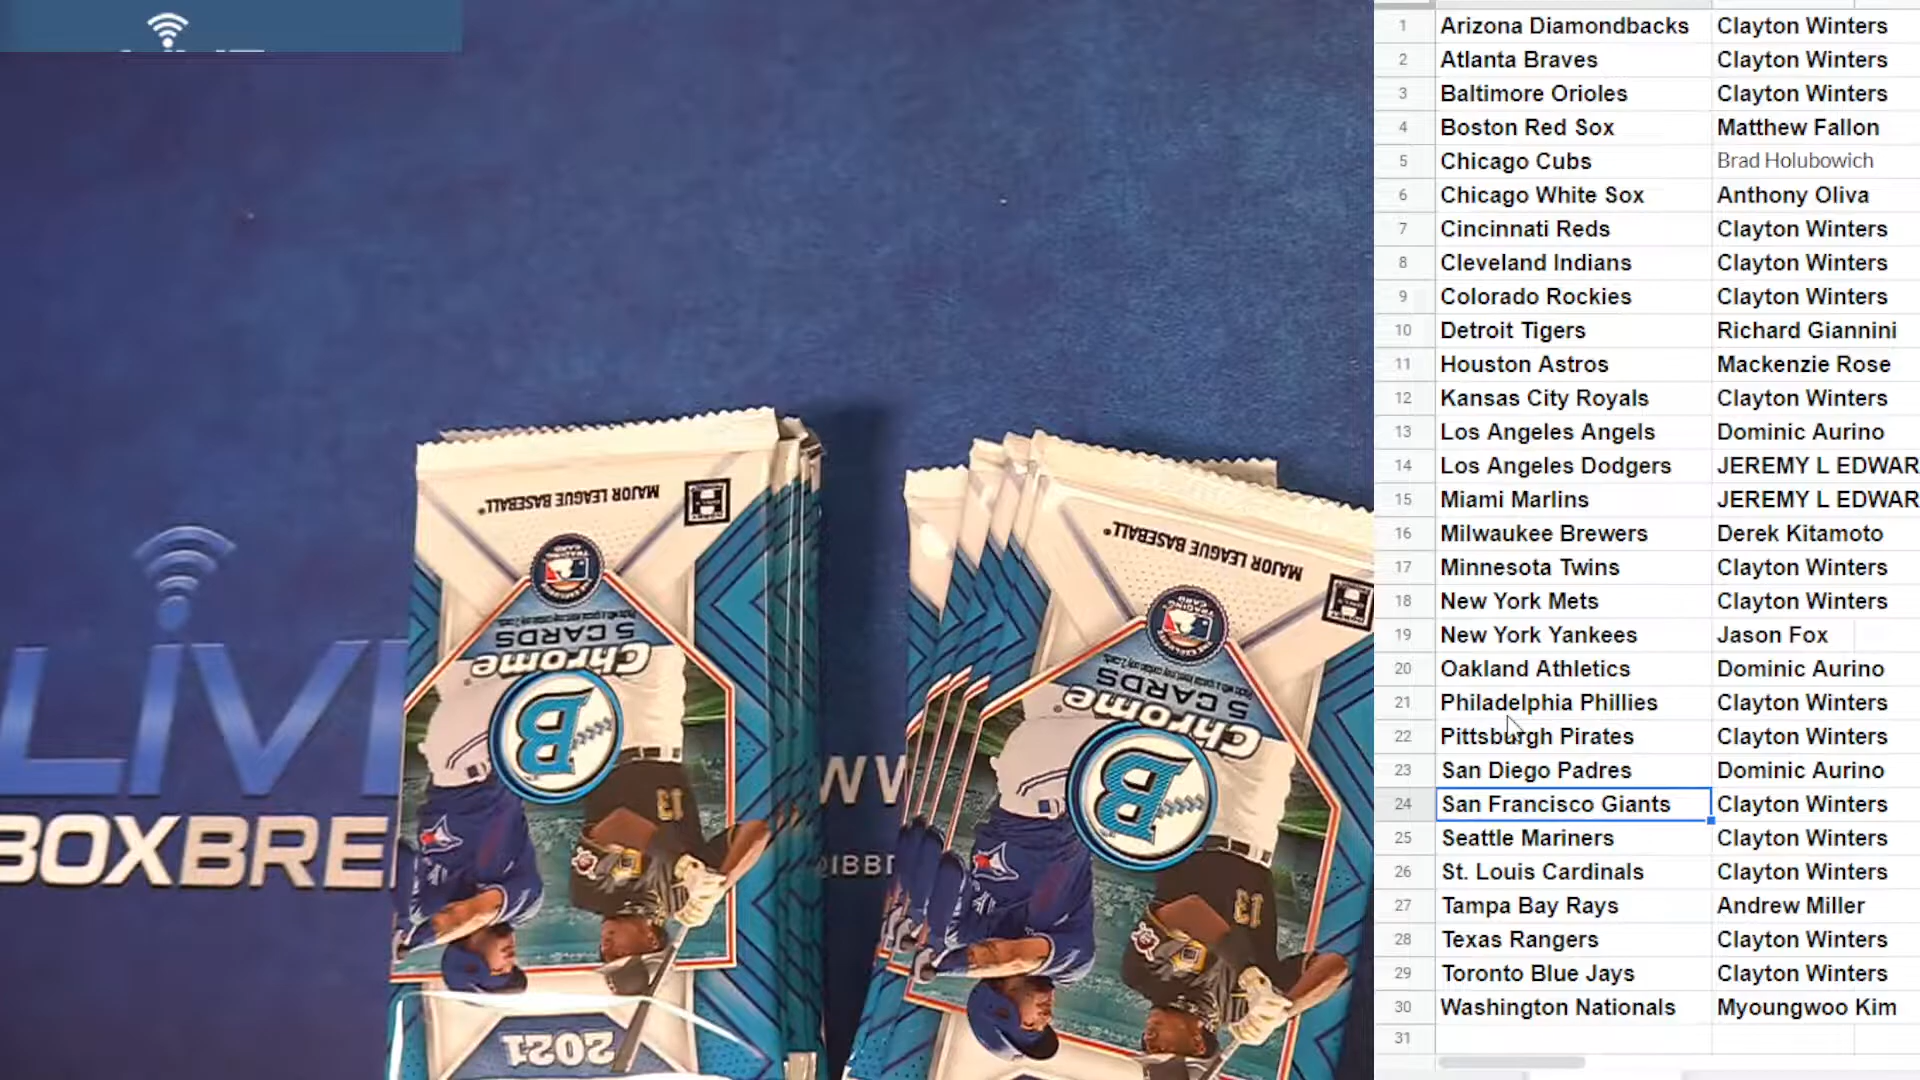 1 Arizona Diamondbacks Clayton Winters
2 Atlanta Braves Clayton Winters
3 Baltimore Orioles Clayton Winters
4 Boston Red Sox Matthew Fallon
5 Chicago Cubs Brad Holubowich
6 Chicago White Sox Anthony Oliva
7 Cincinnati Reds Clayton Winters
8 Cleveland Indians Clayton Winters
9 Colorado Rockies Clayton Winters
10 Detroit Tigers Richard Giannini
11 Houston Astros Mackenzie Rose
12 Kansas City Royals Clayton Winters
13 Los Angeles Angels Dominic Aurino
14 Los Angeles Dodgers JEREMY L EDWAR
15 Miami Marlins JEREMY L EDWAR
16 Milwaukee Brewers Derek Kitamoto
17 Minnesota Twins Clayton Winters
18 New York Mets Clayton Winters
19 New York Yankees Jason Fox
20 Oakland Athletics Dominic Aurino
21 Philadelphia Phillies Clayton Winters
22 Pittsburgh Pirates Clayton Winters
23 San Diego Padres Dominic Aurino
24 San Francisco Giants Clayton Winters
25 Seattle Mariners Clayton Winters
26 St. Louis Cardinals Clayton Winters
27 Tampa Bay Rays Andrew Miller
28 Texas Rangers Clayton Winters
29 Toronto Blue Jays Clayton Winters
30 Washington Nationals Myoungwoo Kim
31
MAJOR LEAGUE BASEBALL
5 CARDS
Chrome
B
13
2021
MAJOR LEAGUE BASEBALL
5 CARDS
Chrome
B
13
LIV
BOXBRE
WW